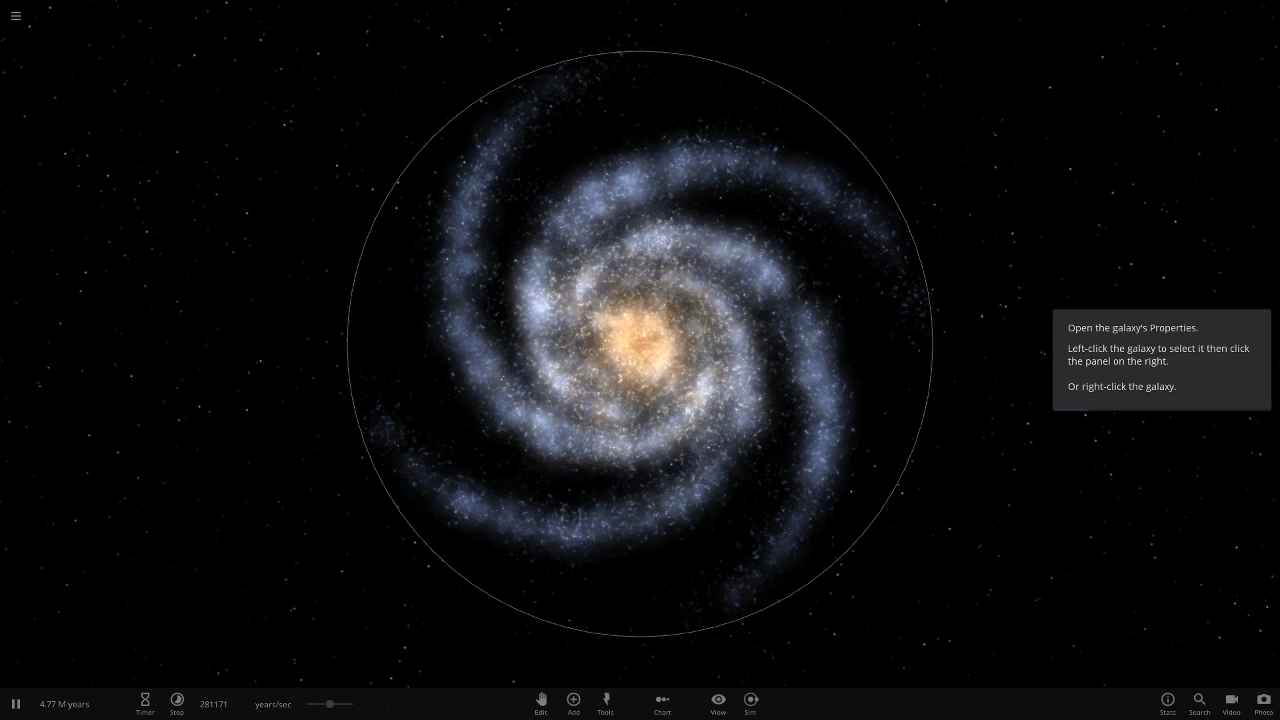 Open the galaxy's Properties.
Left-click the galaxy to select it then click
the panel on the right.
Or right-click the galaxy.
4.77 M years
Timer
Step
281171
years/sec
Edit
Add
Tools
Chart
View
Sim
Stats
Search
Video
Photo